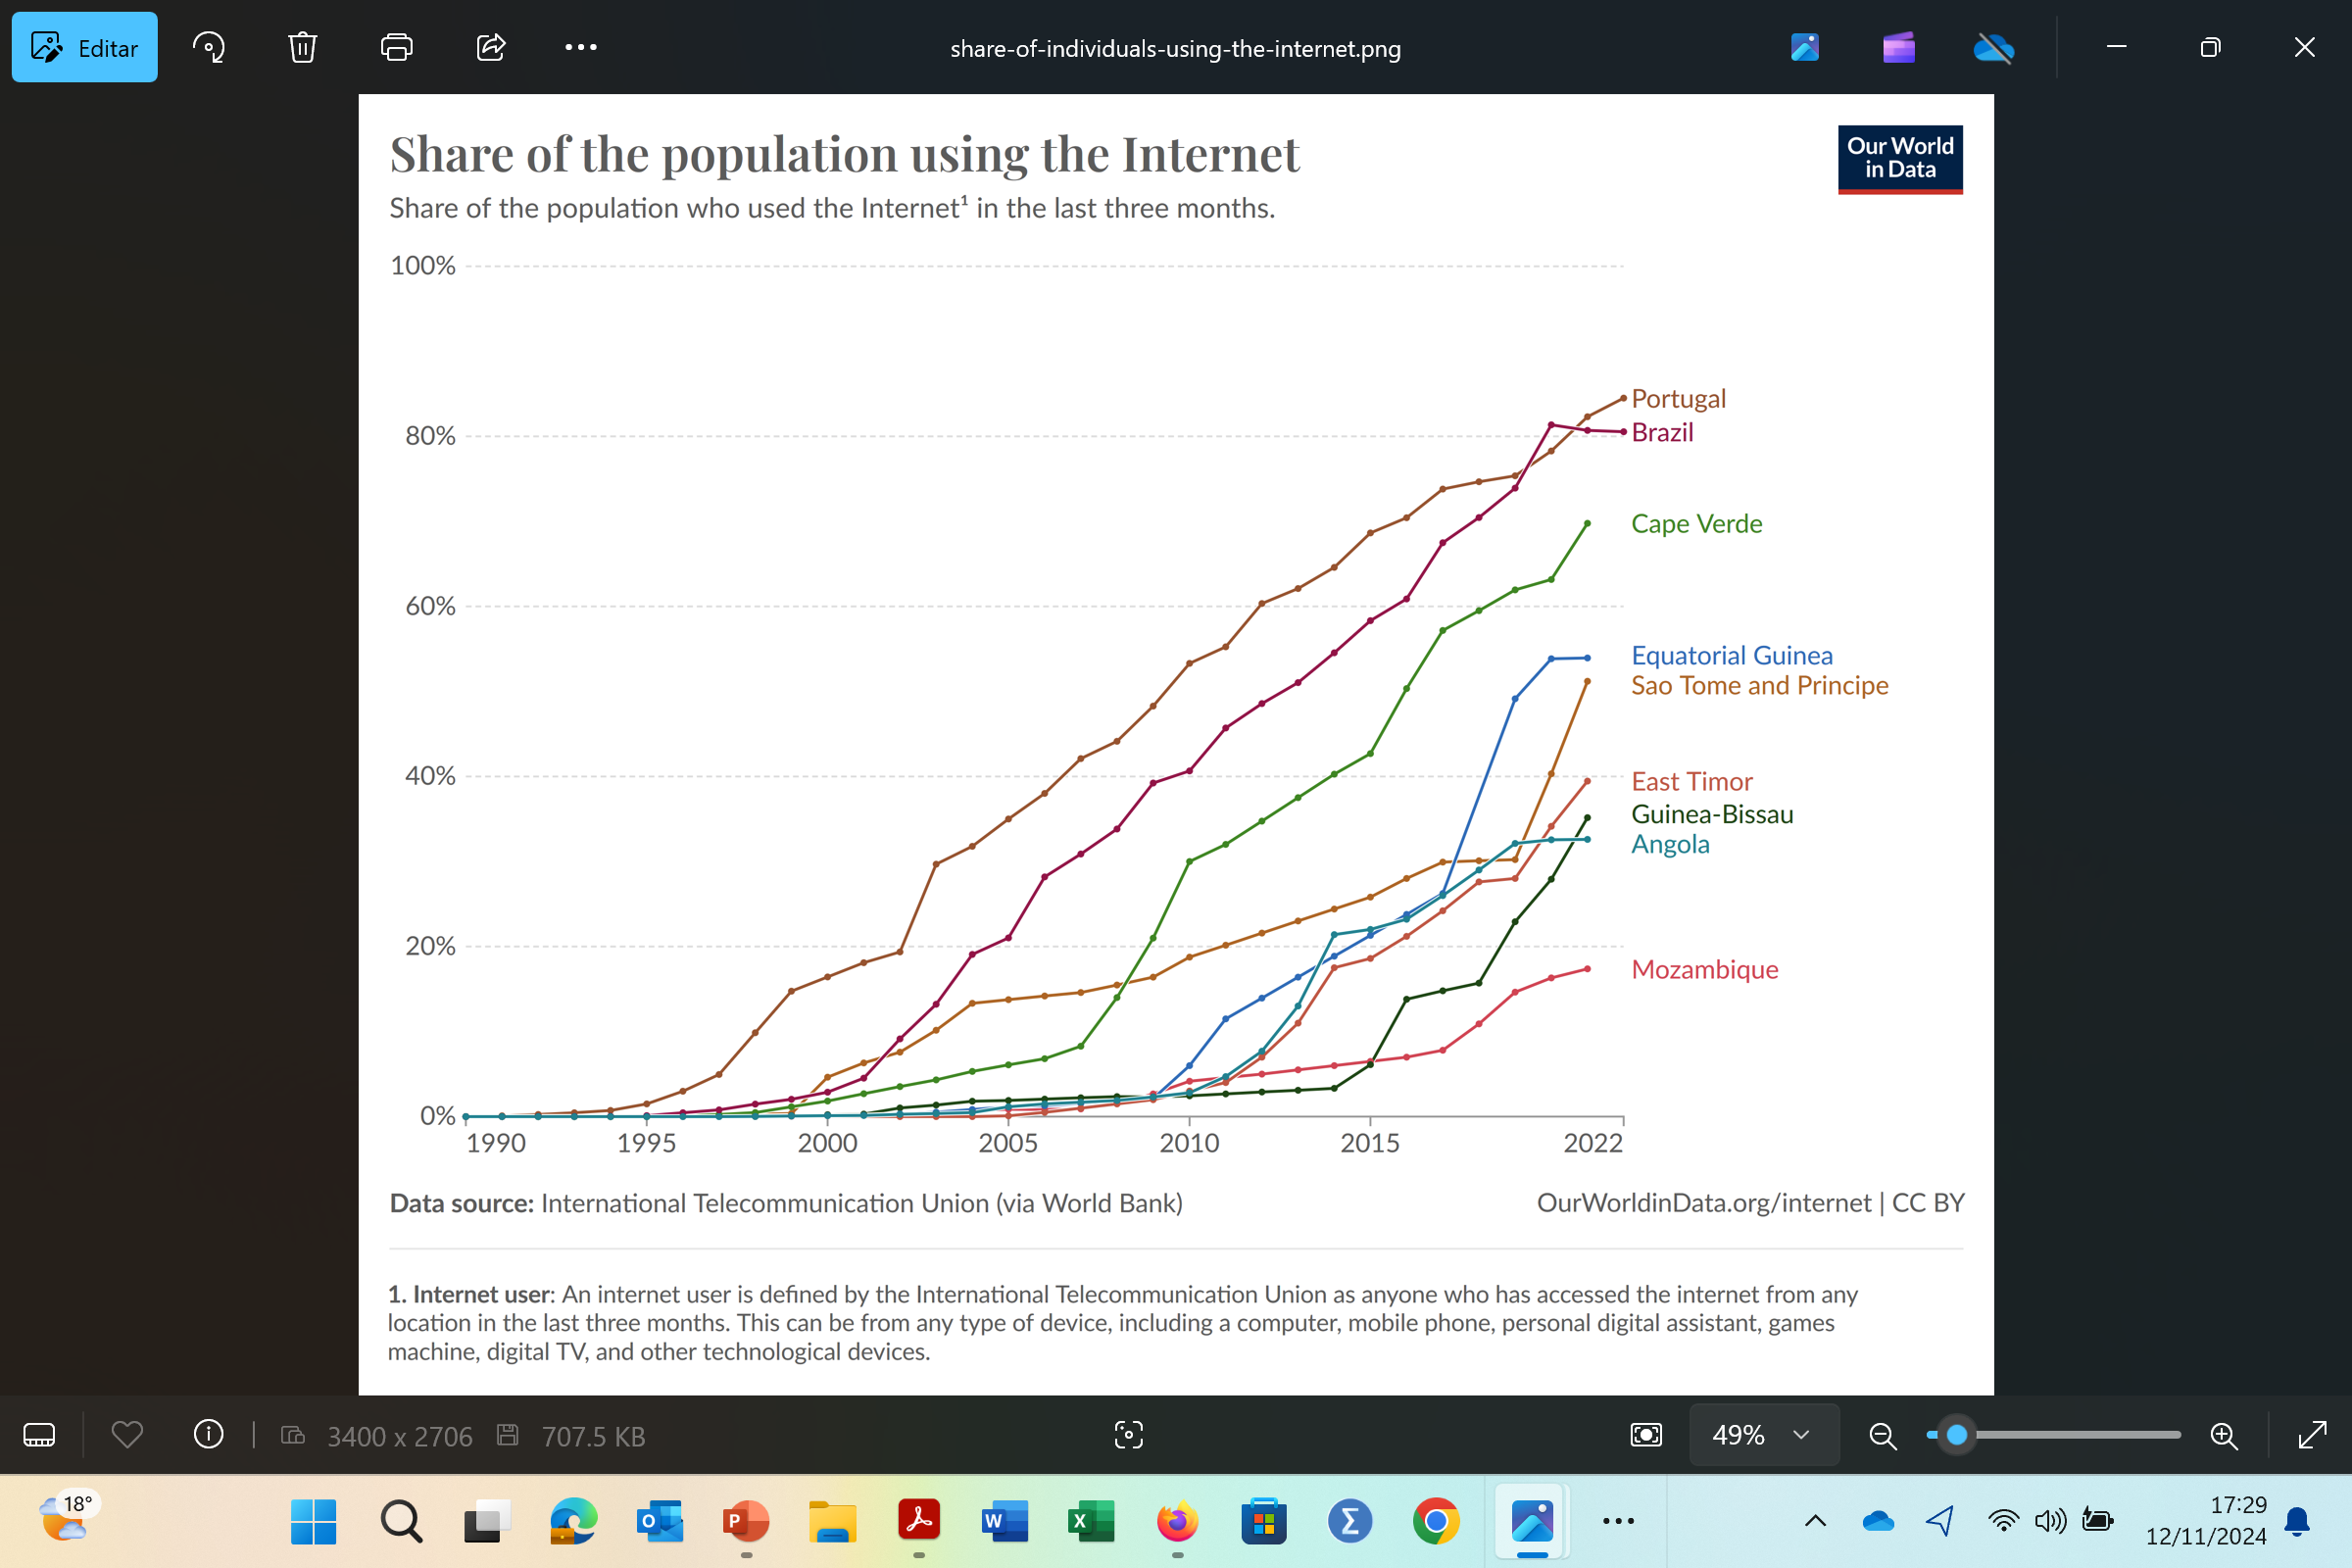 Editar
share-of-individuals-using-the-internet.png
Share of the population using the Internet
Share of the population who used the Internet¹ in the last three months.
Our World
in Data
100%
80%
60%
40%
20%
0%
Portugal
Brazil
Cape Verde
Equatorial Guinea
Sao Tome and Principe
East Timor
Guinea-Bissau
Angola
Mozambique
1990 1995 2000 2005 2010 2015 2022
Data source: International Telecommunication Union (via World Bank)
OurWorldinData.org/internet | CC BY
1. Internet user: An internet user is defined by the International Telecommunication Union as anyone who has accessed the internet from any
location in the last three months. This can be from any type of device, including a computer, mobile phone, personal digital assistant, games
machine, digital TV, and other technological devices.
3400 x 2706 707.5 KB
49%
18°
17:29
12/11/2024